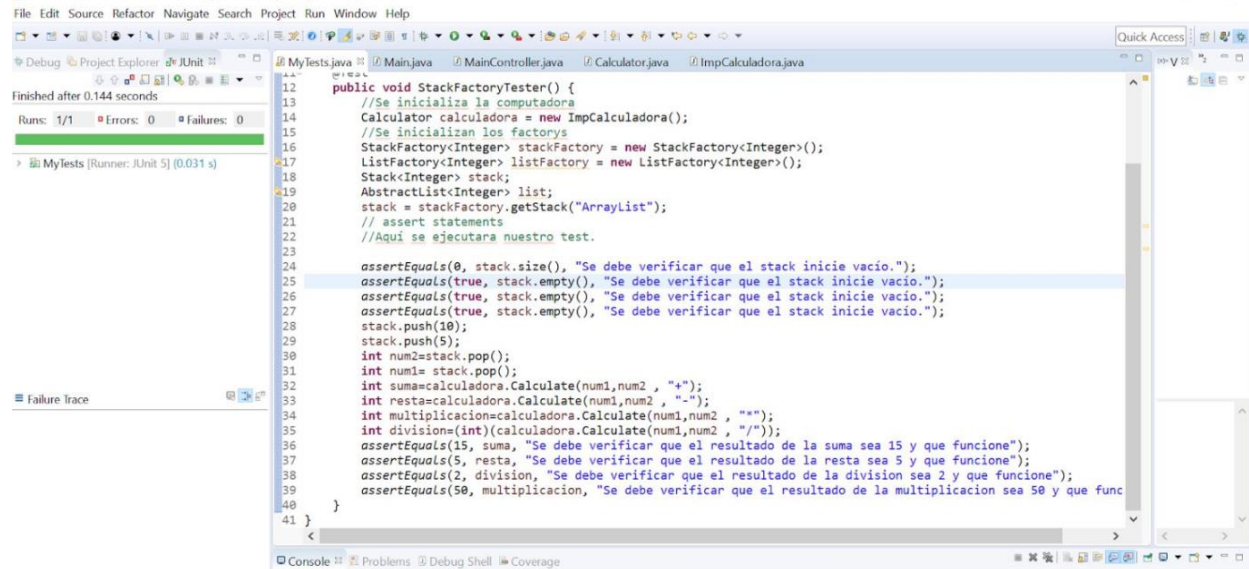 File Edit Source Refactor Navigate Search Project Run Window Help
Quick Access
Debug Project Explorer JUnit
MyTests.java Main.java MainController.java Calculator.java ImpCalculadora.java
Finished after 0.144 seconds
Runs: 1/1 Errors: 0 Failures: 0
MyTests [Runner: JUnit 5] (0.031 s)
Failure Trace
11 @Test
12 public void StackFactoryTester() {
13 //Se inicializa la computadora
14 Calculator calculadora = new ImpCalculadora();
15 //Se inicializan los factorys
16 StackFactory<Integer> stackFactory = new StackFactory<Integer>();
17 ListFactory<Integer> listFactory = new ListFactory<Integer>();
18 Stack<Integer> stack;
19 AbstractList<Integer> list;
20 stack = stackFactory.getStack("ArrayList");
21 // assert statements
22 //Aquí se ejecutara nuestro test.
23
24 assertEquals(0, stack.size(), "Se debe verificar que el stack inicie vacío.");
25 assertEquals(true, stack.empty(), "Se debe verificar que el stack inicie vacío.");
26 assertEquals(true, stack.empty(), "Se debe verificar que el stack inicie vacío.");
27 assertEquals(true, stack.empty(), "Se debe verificar que el stack inicie vacío.");
28 stack.push(10);
29 stack.push(5);
30 int num2=stack.pop();
31 int num1= stack.pop();
32 int suma=calculadora.Calculate(num1,num2 , "+");
33 int resta=calculadora.Calculate(num1,num2 , "-");
34 int multiplicacion=calculadora.Calculate(num1,num2 , "*");
35 int division=(int)(calculadora.Calculate(num1,num2 , "/"));
36 assertEquals(15, suma, "Se debe verificar que el resultado de la suma sea 15 y que funcione");
37 assertEquals(5, resta, "Se debe verificar que el resultado de la resta sea 5 y que funcione");
38 assertEquals(2, division, "Se debe verificar que el resultado de la division sea 2 y que funcione");
39 assertEquals(50, multiplicacion, "Se debe verificar que el resultado de la multiplicacion sea 50 y que func
40 }
41 }
Console Problems Debug Shell Coverage